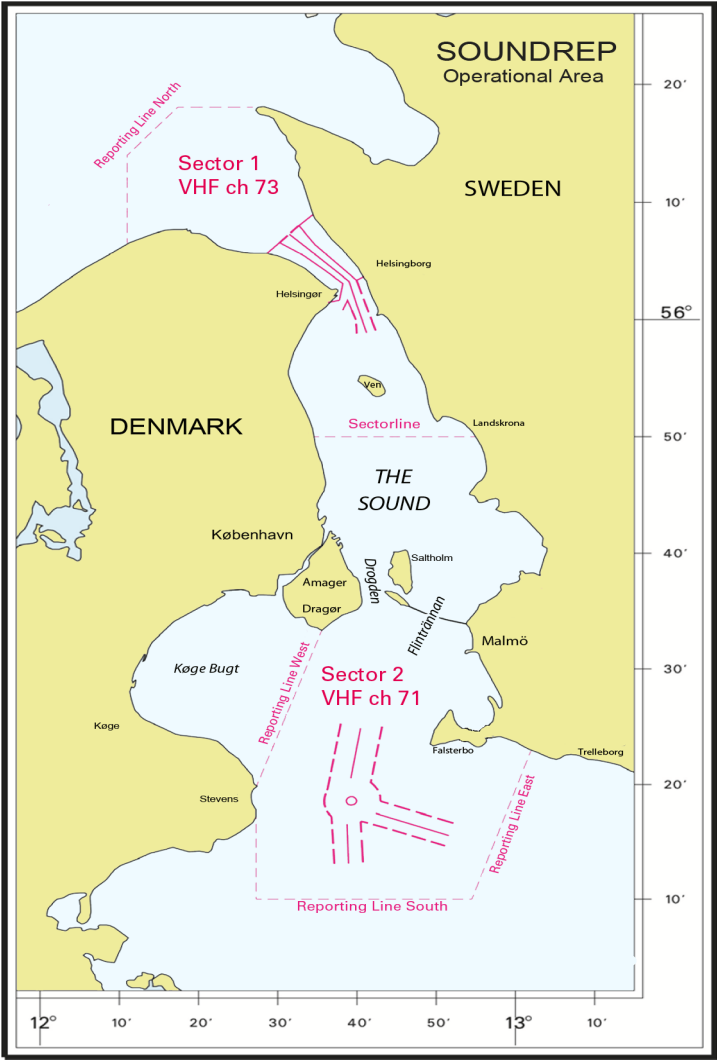 SOUNDREP
Operational Area
20′
Reporting Line North
Sector 1
VHF ch 73
SWEDEN
10′
Helsingborg
Helsingør
56°
Ven
DENMARK
Sectorline
Landskrona
50′
THE
SOUND
København
Saltholm
40′
Drogden
Amager
Dragør
Flintrännan
Malmö
Køge Bugt
Reporting Line West
Sector 2
VHF ch 71
30′
Køge
Falsterbo
Trelleborg
Stevens
20′
Reporting Line East
Reporting Line South
10′
12°
10′
20′
30′
40′
50′
13°
10′